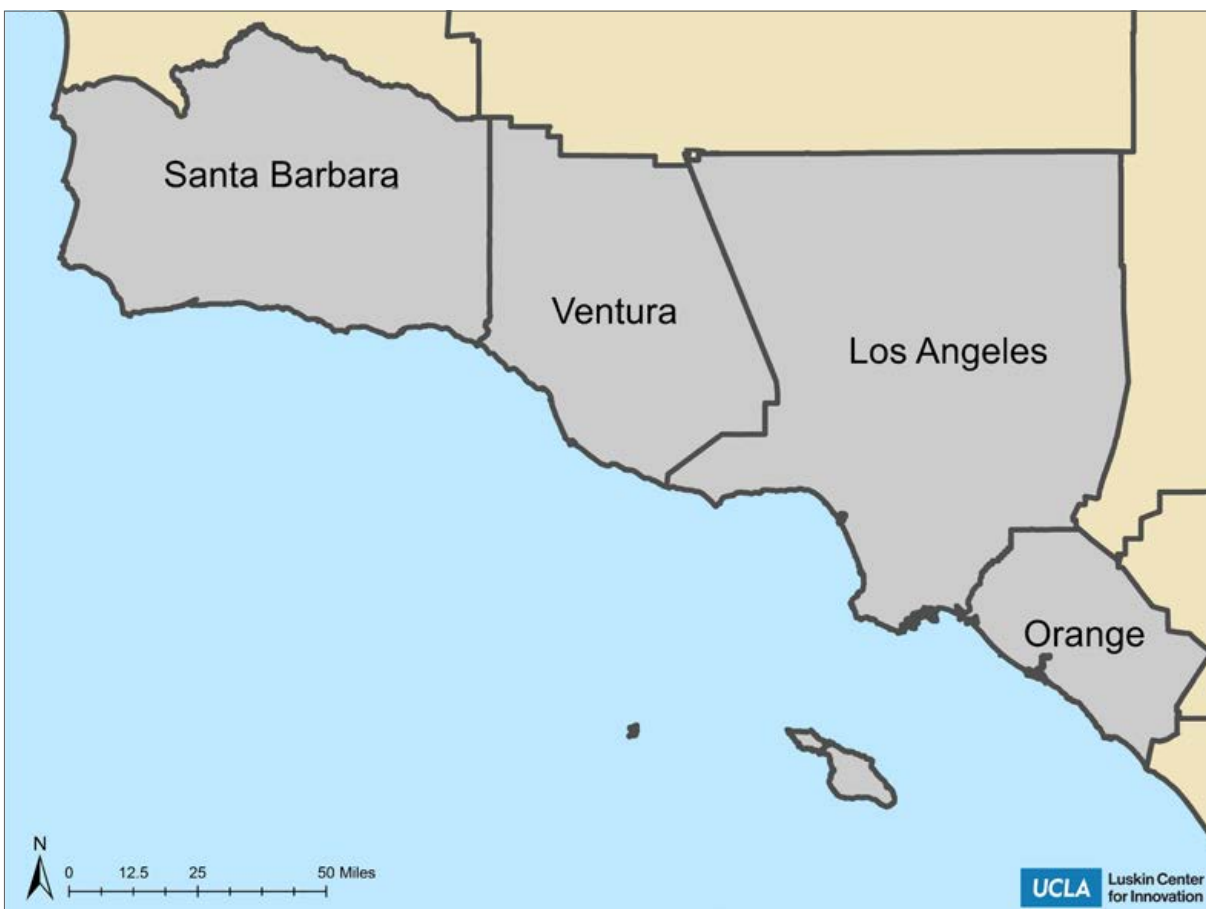 Santa Barbara
Ventura
Los Angeles
Orange
N
0 12.5 25 50 Miles
UCLA Luskin Center
for Innovation